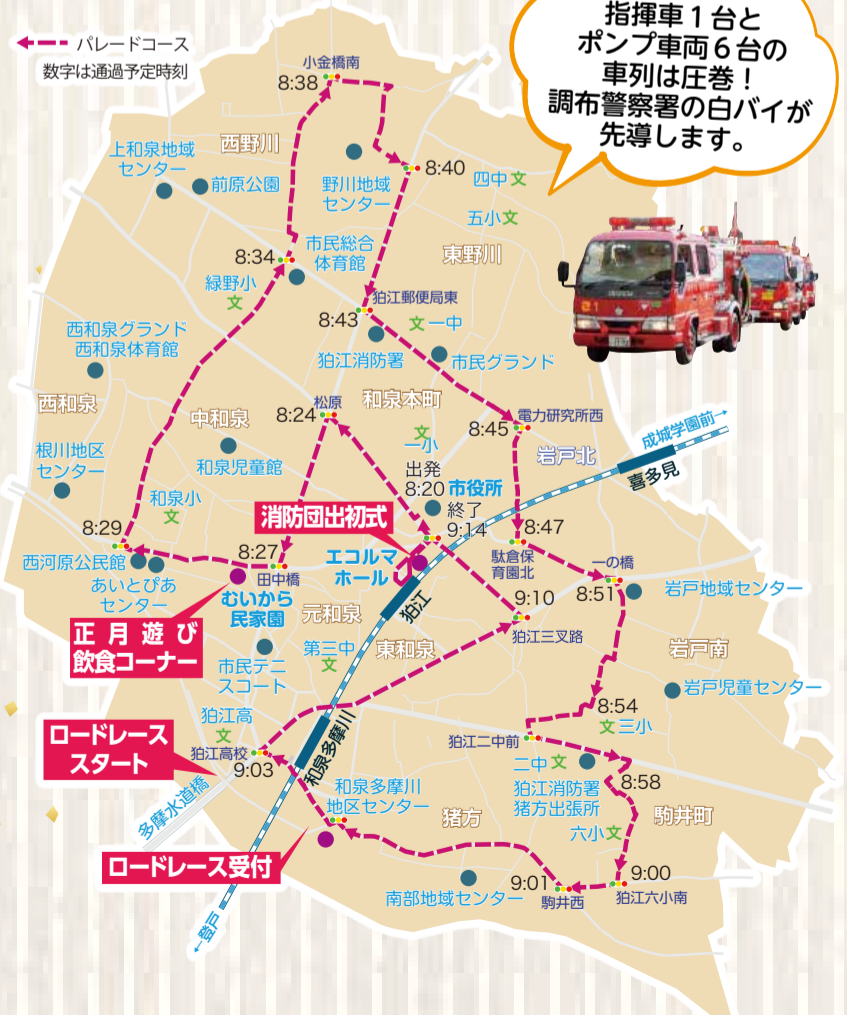 パレードコース
数字は通過予定時刻
指揮車1台と
ポンプ車両6台の
車列は圧巻！
調布警察署の白バイが
先導します。
小金橋南
8:38
西野川
上和泉地域
センター
前原公園
野川地域
センター
8:40
四中文
五小文
東野川
8:34
市民総合
体育館
緑野小
文
狛江郵便局東
8:43
文一中
狛江消防署
市民グランド
西和泉グランド
西和泉体育館
西和泉
中和泉
8:24
松原
和泉本町
文
一小
8:45
電力研究所西
岩戸北
成城学園前→
喜多見
根川地区
センター
和泉児童館
和泉小
文
出発
8:20
市役所
終了
9:14
消防団出初式
エコルマ
ホール
狛江
8:47
駄倉保
育園北
一の橋
8:51
岩戸地域センター
8:29
西河原公民館
あいとぴあ
センター
8:27
田中橋
むいから
民家園
正月遊び
飲食コーナー
元和泉
第三中
文
東和泉
9:10
狛江三叉路
岩戸南
岩戸児童センター
市民テニ
スコート
狛江高
文
狛江高校
9:03
ロードレース
スタート
多摩水道橋
和泉多摩川
和泉多摩川
地区センター
ロードレース受付
←登戸
8:54
文三小
狛江二中前
二中文
狛江消防署
猪方出張所
8:58
猪方
駒井町
六小文
9:00
狛江六小南
9:01
駒井西
南部地域センター